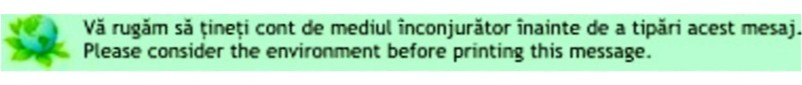 Vă rugăm să țineți cont de mediul înconjurător înainte de a tipări acest mesaj.
Please consider the environment before printing this message.